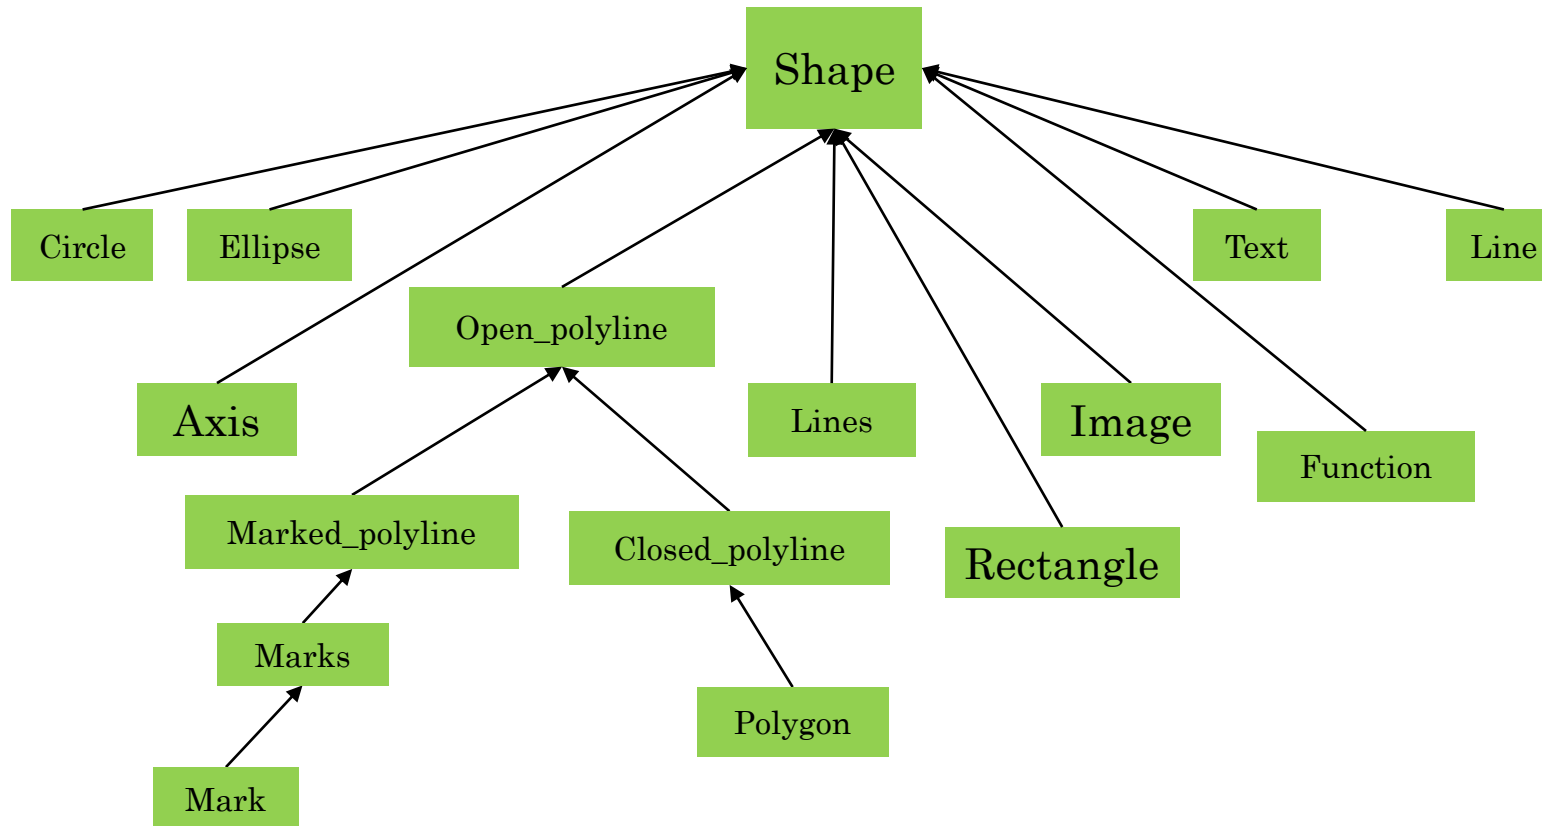 Shape
Circle
Ellipse
Text
Line
Open_polyline
Axis
Lines
Image
Function
Marked_polyline
Closed_polyline
Rectangle
Marks
Polygon
Mark